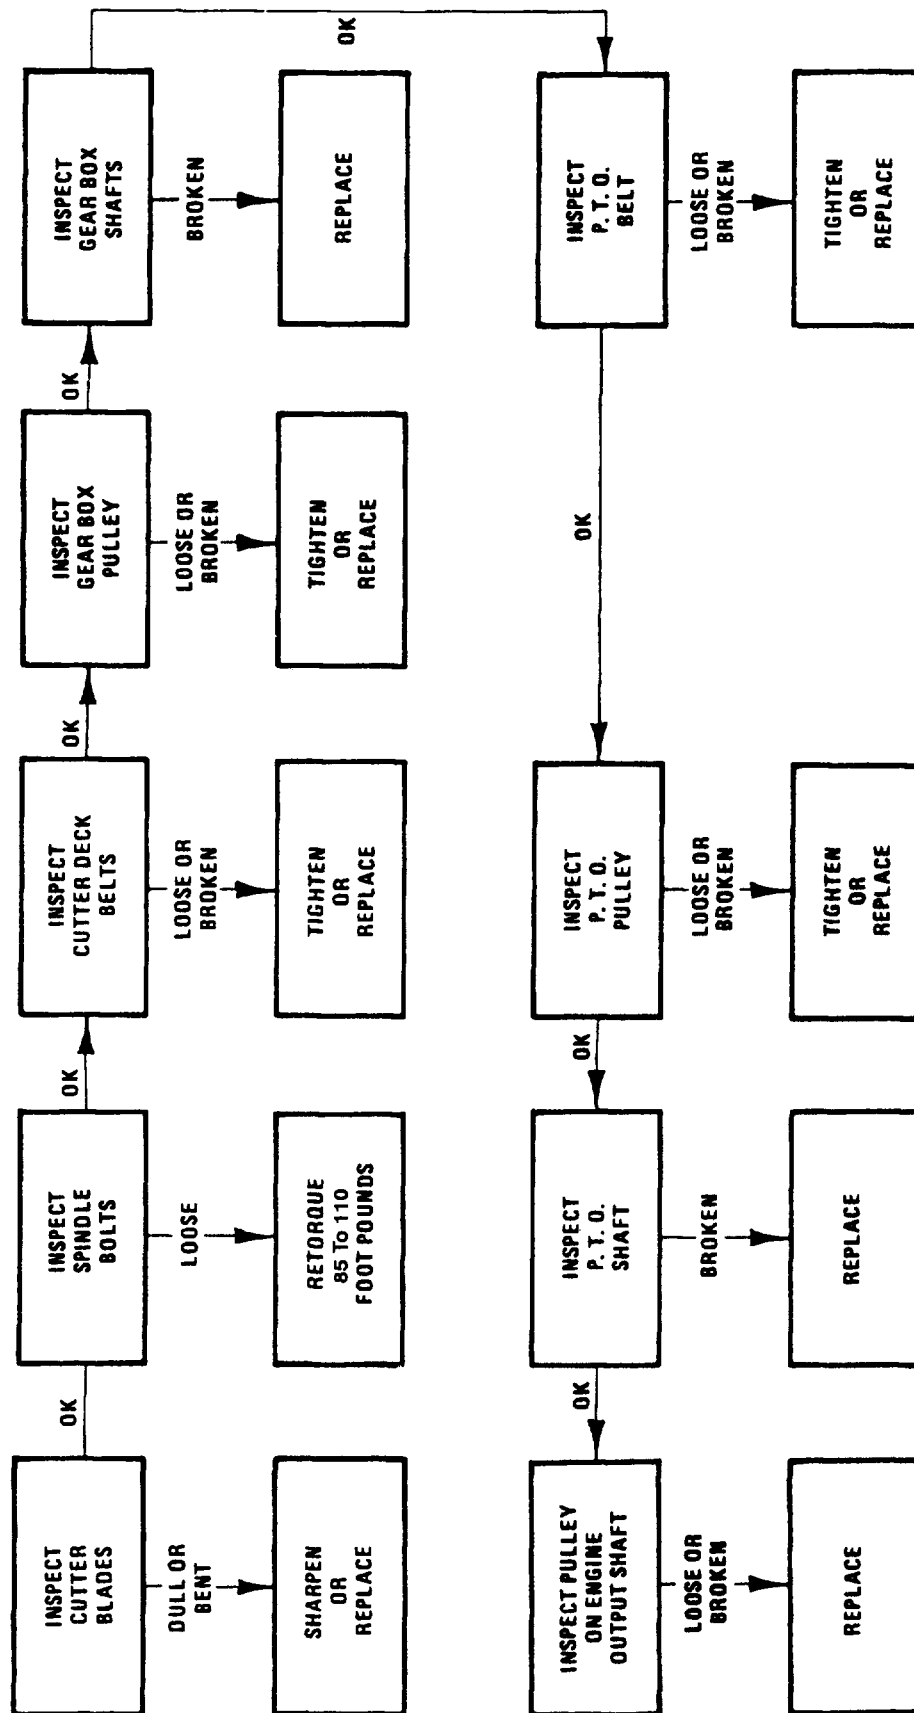 INSPECT
CUTTER
BLADES
OK
INSPECT
SPINDLE
BOLTS
OK
INSPECT
CUTTER DECK
BELTS
OK
INSPECT
GEAR BOX
PULLEY
OK
INSPECT
GEAR BOX
SHAFTS
DULL OR
BENT
LOOSE
LOOSE OR
BROKEN
LOOSE OR
BROKEN
BROKEN
SHARPEN
OR
REPLACE
RETORQUE
85 To 110
FOOT POUNDS
TIGHTEN
OR
REPLACE
TIGHTEN
OR
REPLACE
REPLACE
OK
INSPECT
P. T. O.
BELT
OK
INSPECT
P. T. O.
PULLEY
OK
INSPECT
P. T. O.
SHAFT
OK
INSPECT PULLEY
ON ENGINE
OUTPUT SHAFT
LOOSE OR
BROKEN
LOOSE OR
BROKEN
BROKEN
LOOSE OR
BROKEN
TIGHTEN
OR
REPLACE
TIGHTEN
OR
REPLACE
REPLACE
REPLACE